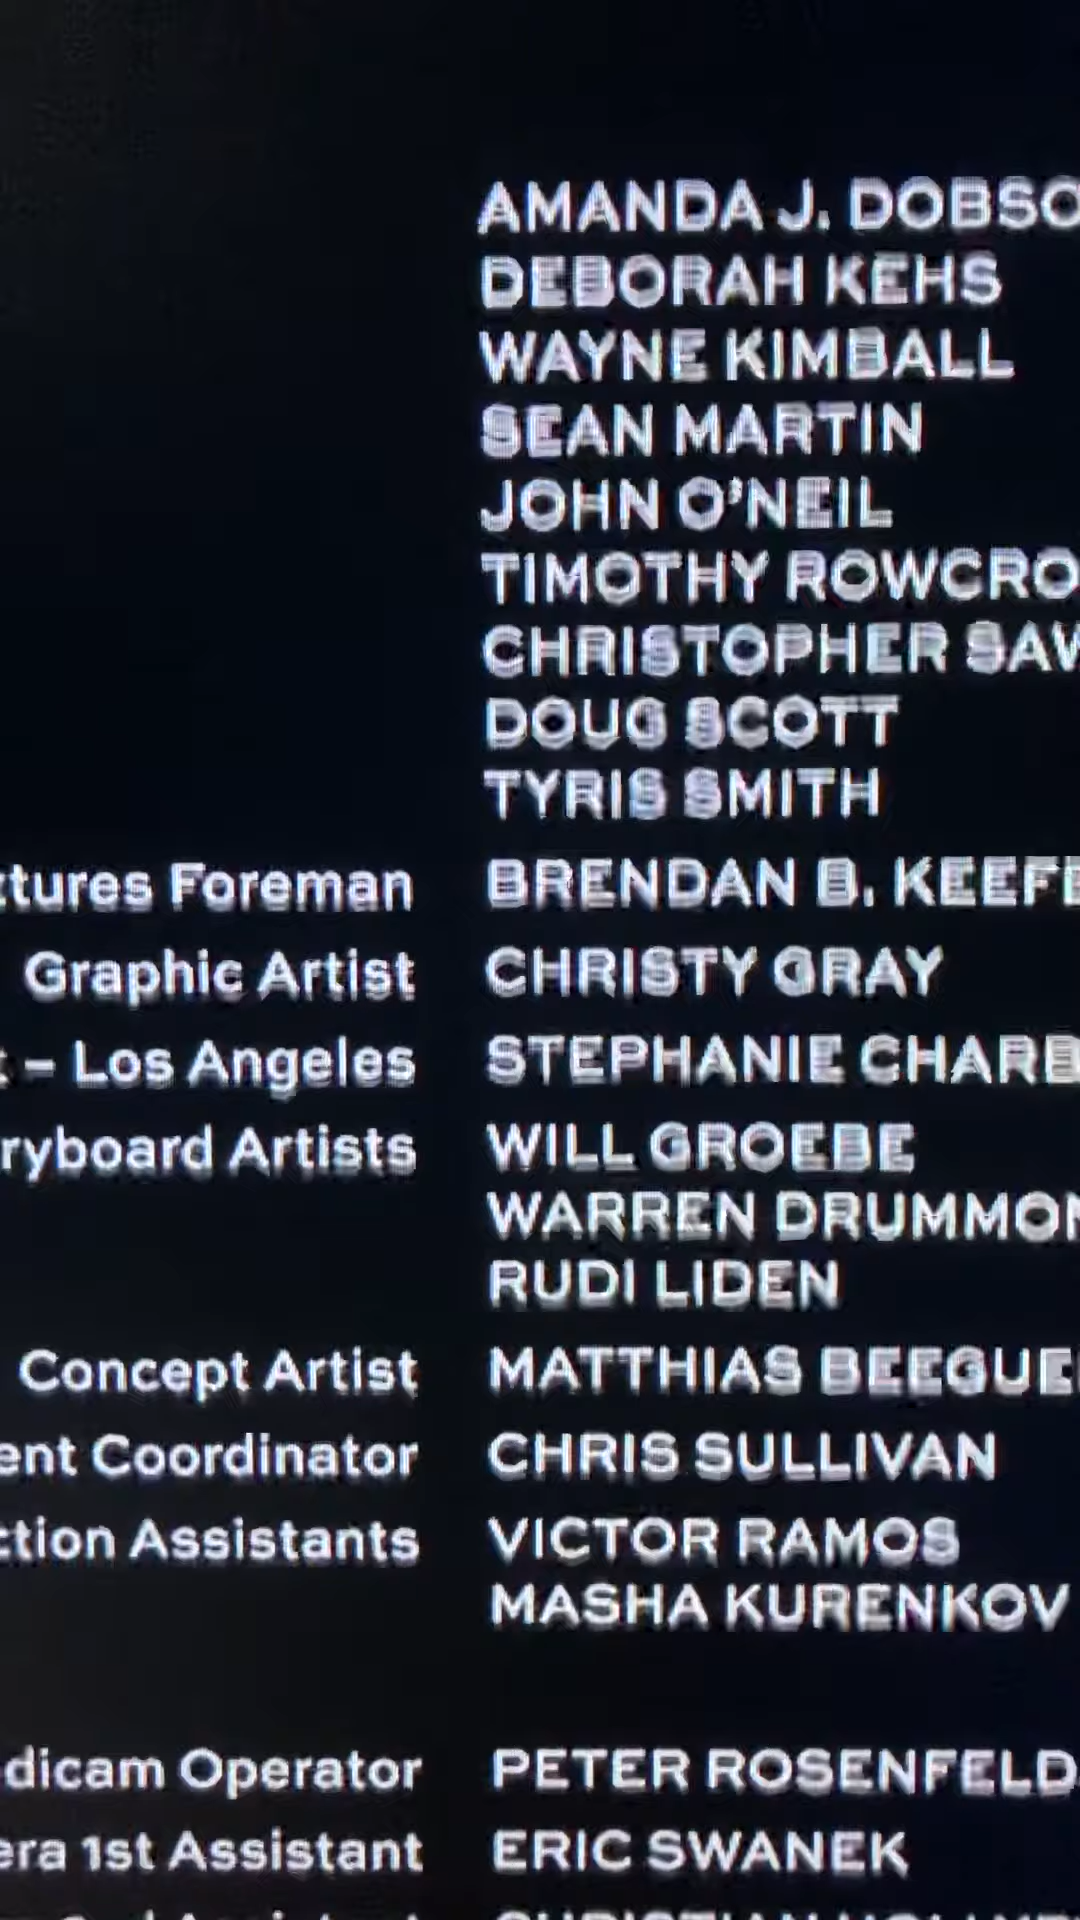 AMANDA J. DOBSO
DEBORAH KEHS
WAYNE KIMBALL
SEAN MARTIN
JOHN O'NEIL
TIMOTHY ROWCRO
CHRISTOPHER SAW
DOUG SCOTT
TYRIS SMITH
xtures Foreman BRENDAN B. KEEFE
Graphic Artist CHRISTY GRAY
t – Los Angeles STEPHANIE CHARB
ryboard Artists WILL GROEBE
WARREN DRUMMON
RUDI LIDEN
Concept Artist MATTHIAS BEEGUE
ent Coordinator CHRIS SULLIVAN
ction Assistants VICTOR RAMOS
MASHA KURENKOV
dicam Operator PETER ROSENFELD
era 1st Assistant ERIC SWANEK